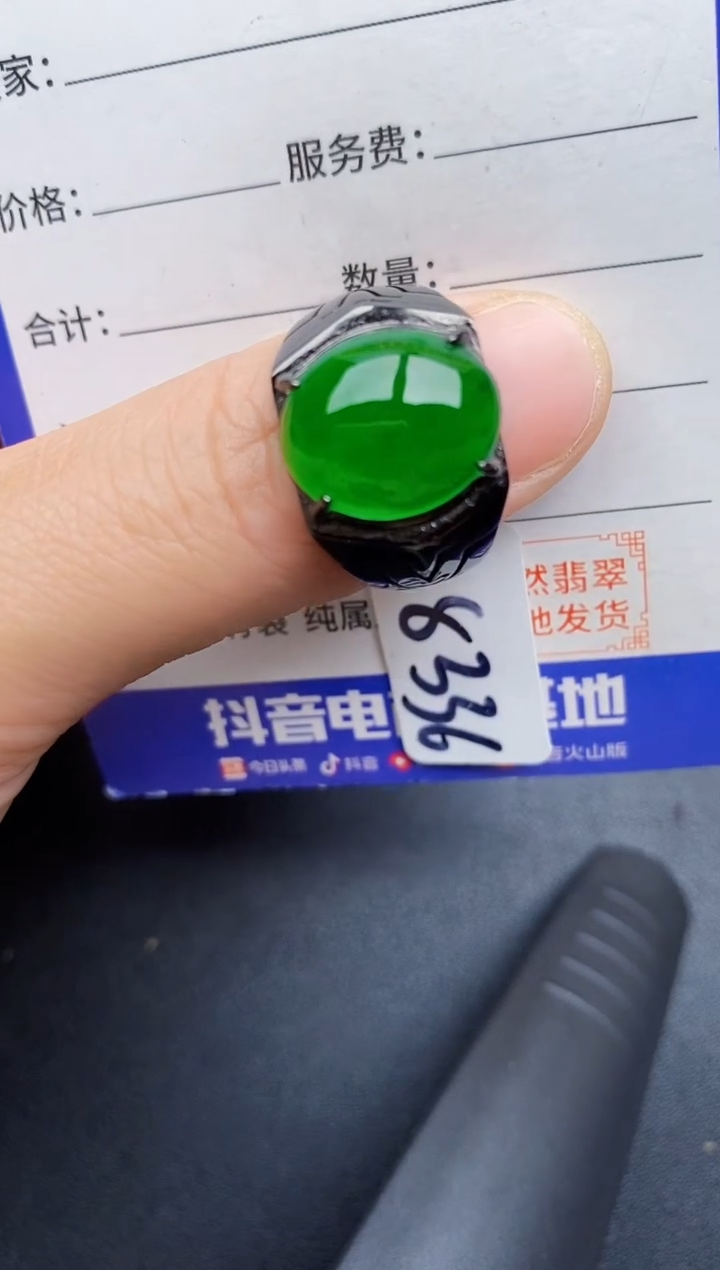 家：
服务费：
价格：
数量：
合计：
然翡翠
纯属
地发货
8336
抖音电
基地
今日头条 抖音
火山版